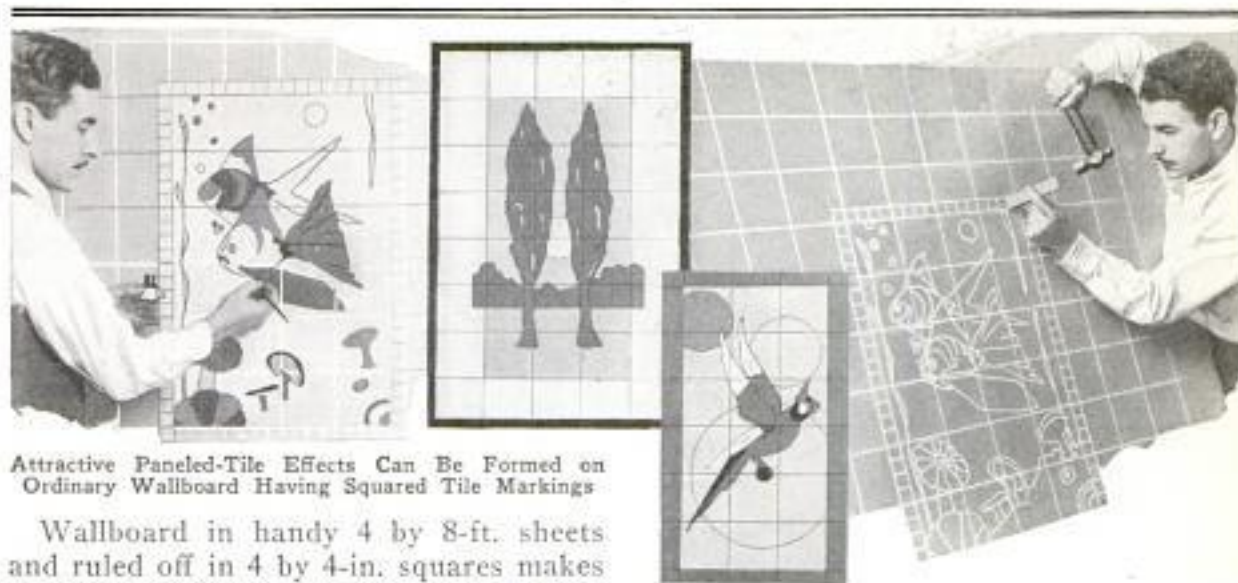 Attractive Paneled-Tile Effects Can Be Formed on
Ordinary Wallboard Having Squared Tile Markings
Wallboard in handy 4 by 8-ft. sheets
and ruled off in 4 by 4-in. squares makes